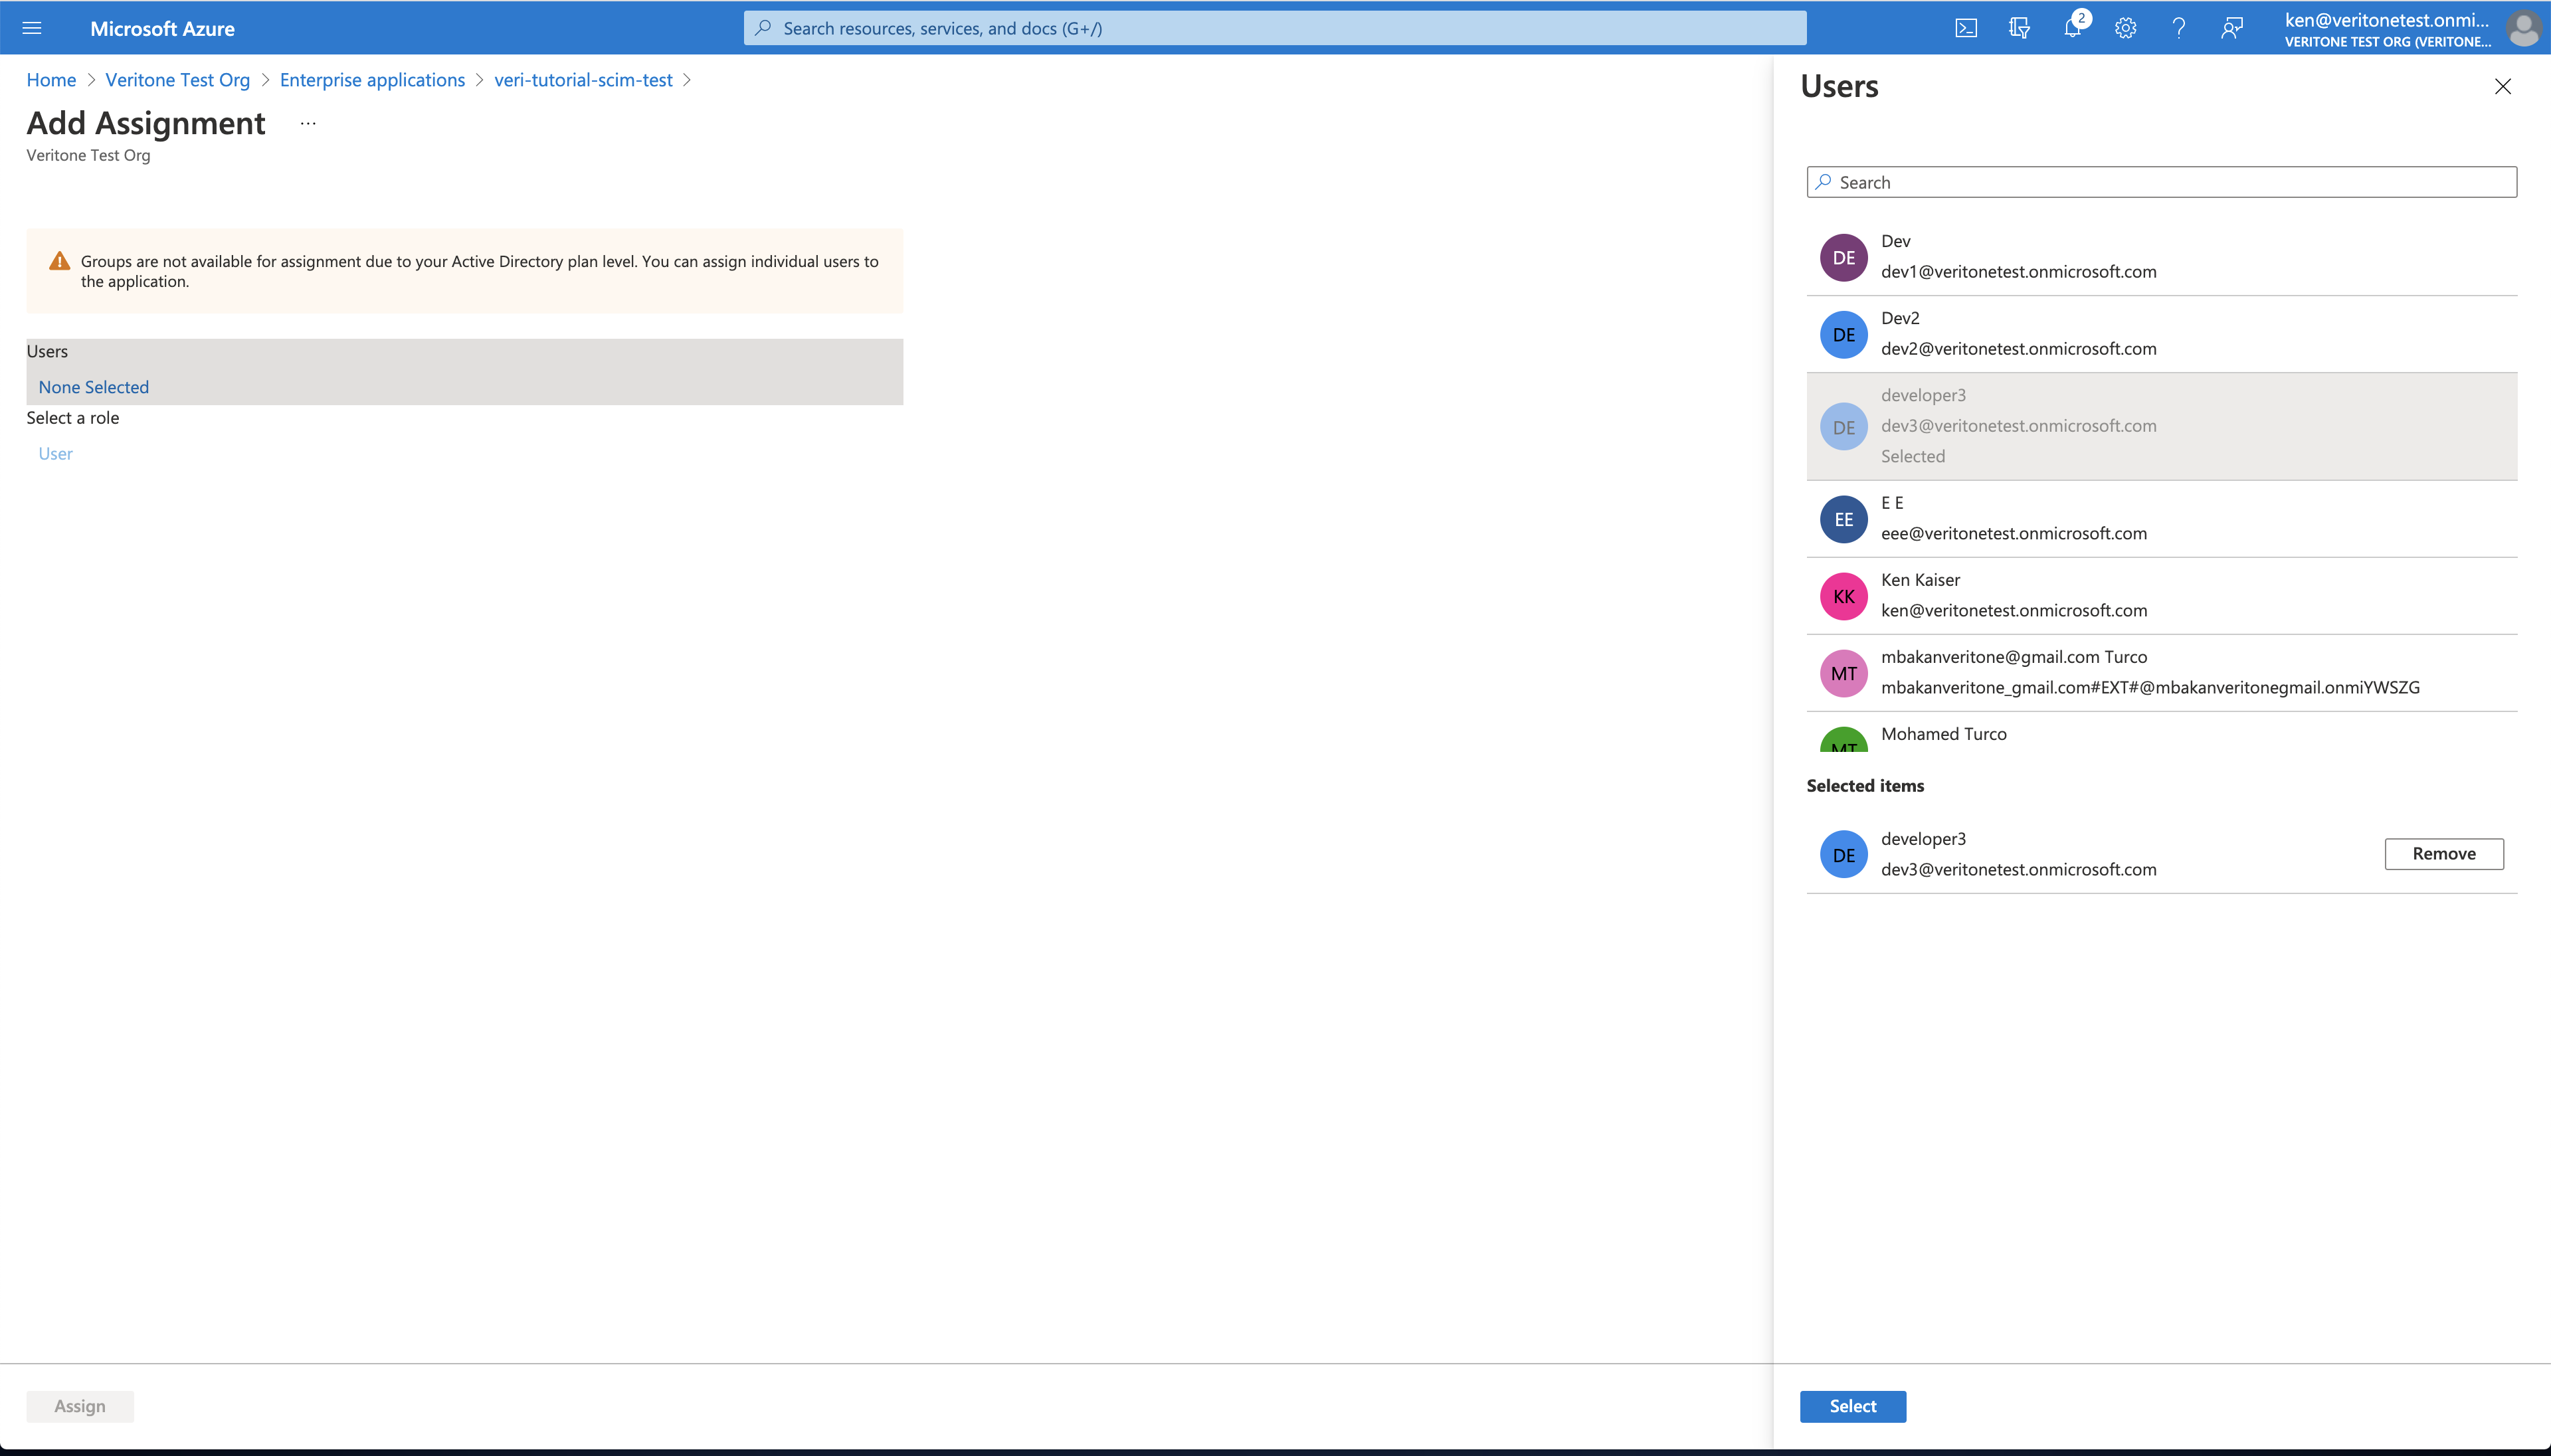 Microsoft Azure
Search resources, services, and docs (G+/)
2
ken@veritonetest.onmi...
VERITONE TEST ORG (VERITONE...
Home > Veritone Test Org > Enterprise applications > veri-tutorial-scim-test >
Add Assignment ...
Veritone Test Org
Groups are not available for assignment due to your Active Directory plan level. You can assign individual users to
the application.
Users
None Selected
Select a role
User
Assign
Users
Search
DE
Dev
dev1@veritonetest.onmicrosoft.com
DE
Dev2
dev2@veritonetest.onmicrosoft.com
DE
developer3
dev3@veritonetest.onmicrosoft.com
Selected
EE
E E
eee@veritonetest.onmicrosoft.com
KK
Ken Kaiser
ken@veritonetest.onmicrosoft.com
MT
mbakanveritone@gmail.com Turco
mbakanveritone_gmail.com#EXT#@mbakanveritonegmail.onmiYWSZG
MT
Mohamed Turco
Selected items
DE
developer3
dev3@veritonetest.onmicrosoft.com
Remove
Select